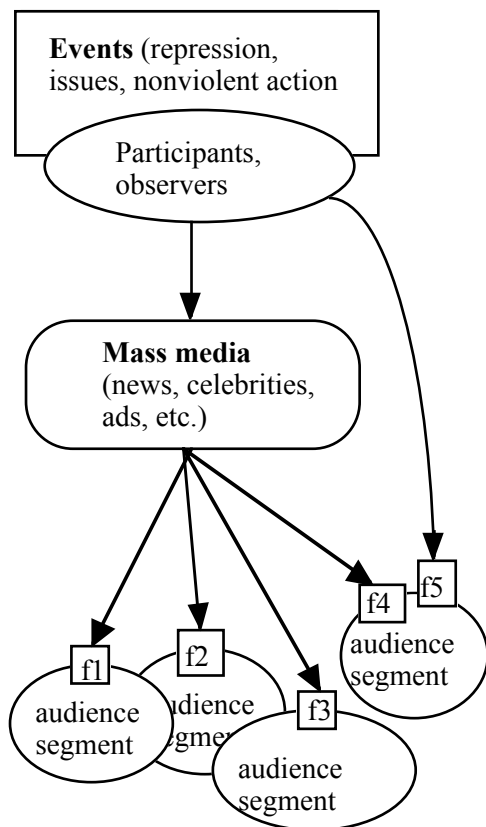 Events (repression,
issues, nonviolent action
Participants,
observers
Mass media
(news, celebrities,
ads, etc.)
f4
f5
audience
segment
f1
f2
f3
audience
segment
audience
segment